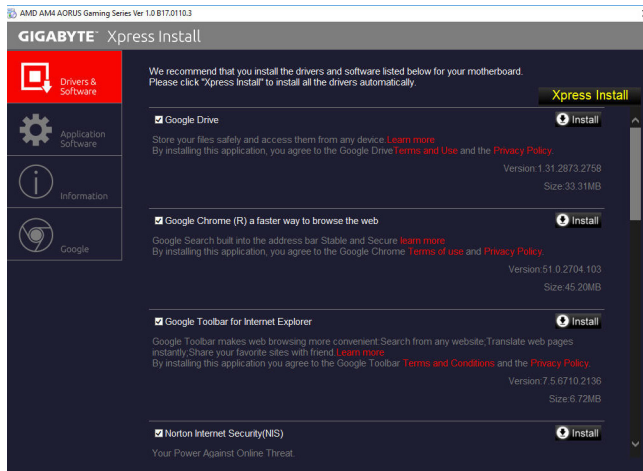 AMD AM4 AORUS Gaming Series Ver 1.0 B17.0110.3
GIGABYTE™ Xpress Install
Drivers &
Software
Application
Software
Information
Google
We recommend that you install the drivers and software listed below for your motherboard.
Please click "Xpress Install" to install all the drivers automatically.
Xpress Install
Google Drive
Install
Store your files safely and access them from any device.Learn more
By installing this application, you agree to the Google DriveTerms and Use and the Privacy Policy.
Version:1.31.2873.2758
Size:33.31MB
Google Chrome (R) a faster way to browse the web
Install
Google Search built into the address bar Stable and Secure learn more
By installing this application, you agree to the Google Chrome Terms of use and Privacy Policy.
Version:51.0.2704.103
Size:45.20MB
Google Toolbar for Internet Explorer
Install
Google Toolbar makes web browsing more convenient:Search from any website;Translate web pages
instantly;Share your favorite sites with friend.Learn more
By installing this application you agree to the Google Toolbar Terms and Conditions and the Privacy Policy.
Version:7.5.6710.2136
Size:6.72MB
Norton Internet Security(NIS)
Install
Your Power Against Online Threat.